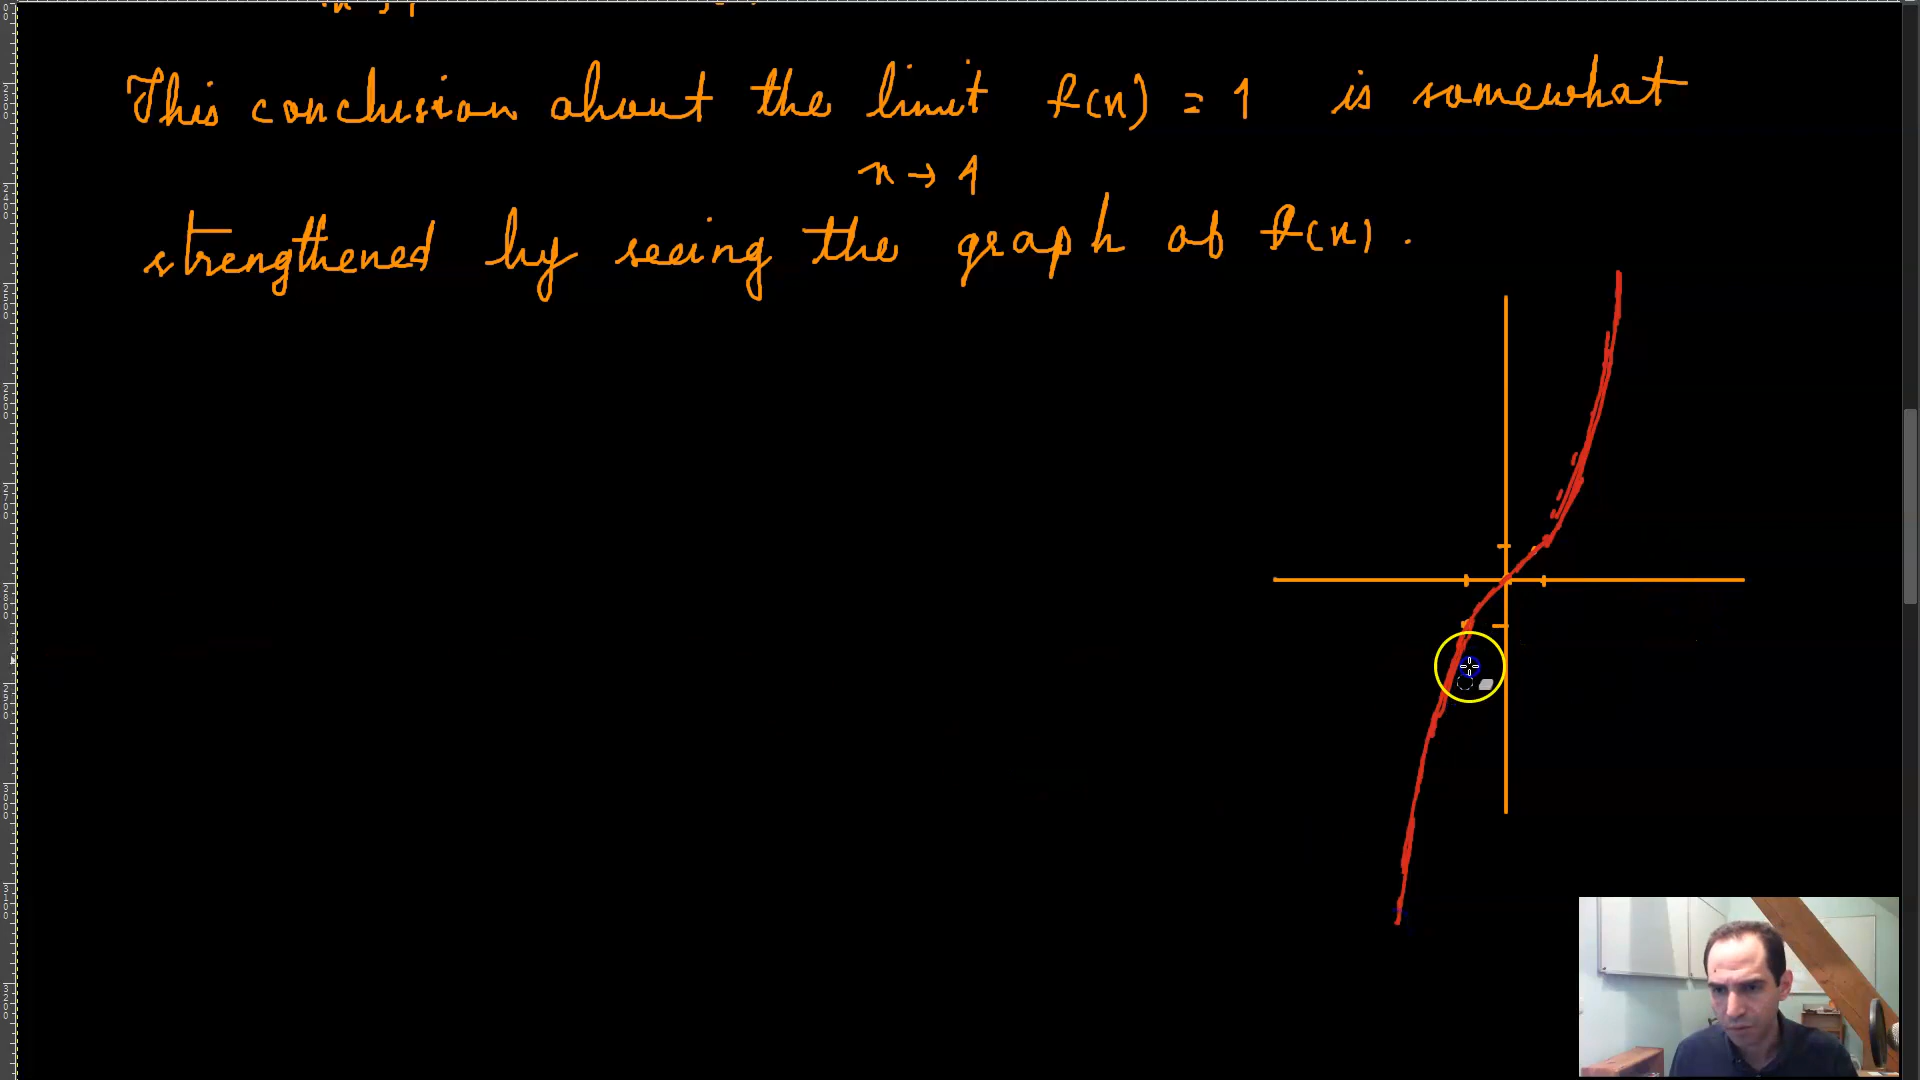 This conclusion about the limit f(x) = 1 is somewhat
x → 1
strengthened by seeing the graph of f(x).